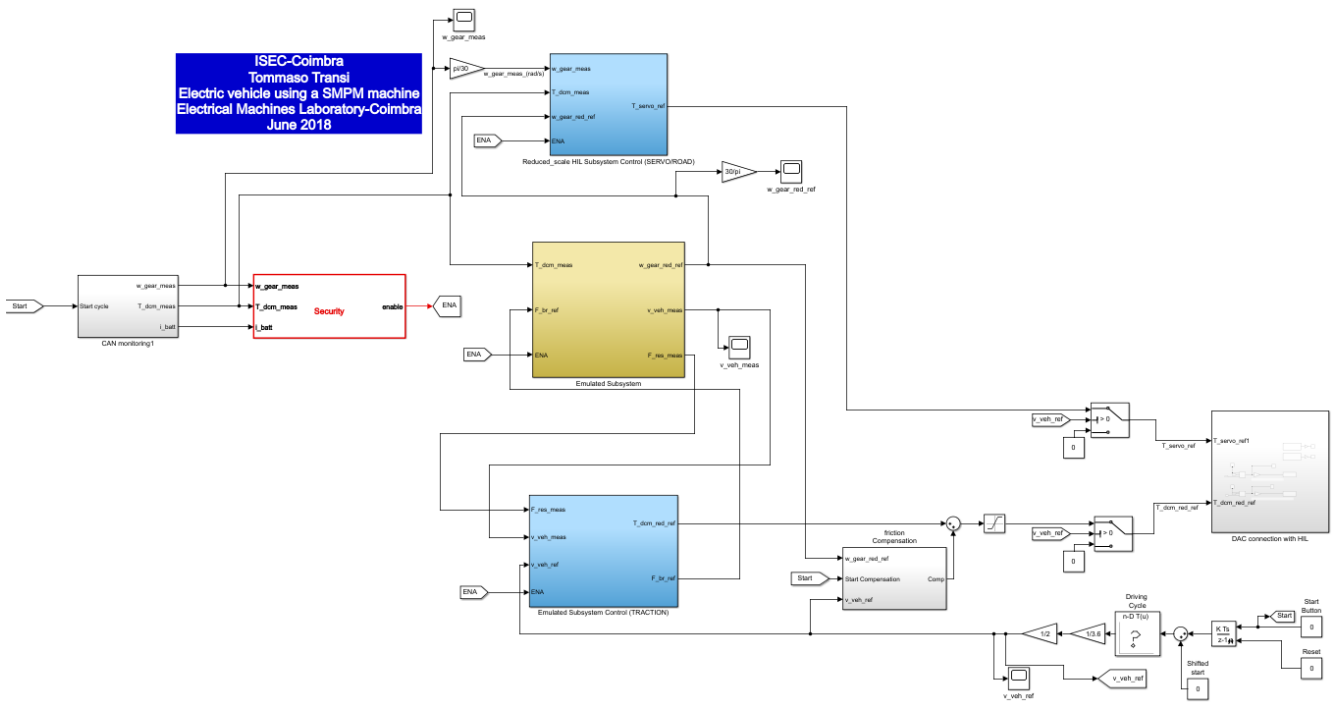 w_gear_meas
ISEC-Coimbra
Tommaso Transi
Electric vehicle using a SMPM machine
Electrical Machines Laboratory-Coimbra
June 2018
pi/30
w_gear_meas_(rad/s)
w_gear_meas
T_dcm_meas
w_gear_red_ref
ENA
T_servo_ref
ENA
Reduced_scale HIL Subsystem Control (SERVO/ROAD)
30/pi
w_gear_red_ref
Start
Start cycle
w_gear_meas
T_dcm_meas
i_batt
CAN monitoring1
w_gear_meas
T_dcm_meas
i_batt
Security
enable
ENA
T_dcm_meas
F_br_ref
ENA
w_gear_red_ref
v_veh_meas
F_res_meas
ENA
Emulated Subsystem
v_veh_meas
F_res_meas
v_veh_meas
v_veh_ref
ENA
T_dcm_red_ref
F_br_ref
ENA
Emulated Subsystem Control (TRACTION)
friction
Compensation
w_gear_red_ref
Start Compensation
v_veh_ref
Comp
Start
v_veh_ref
> 0
0
T_servo_ref
v_veh_ref
> 0
0
T_dcm_red_ref
T_servo_ref1
T_dcm_red_ref
DAC connection with HIL
Driving
Cycle
n-D T(u)
1/2
1/3.6
K Ts
z-1
Start
Start
Button
0
Reset
0
Shifted
start
0
v_veh_ref
v_veh_ref